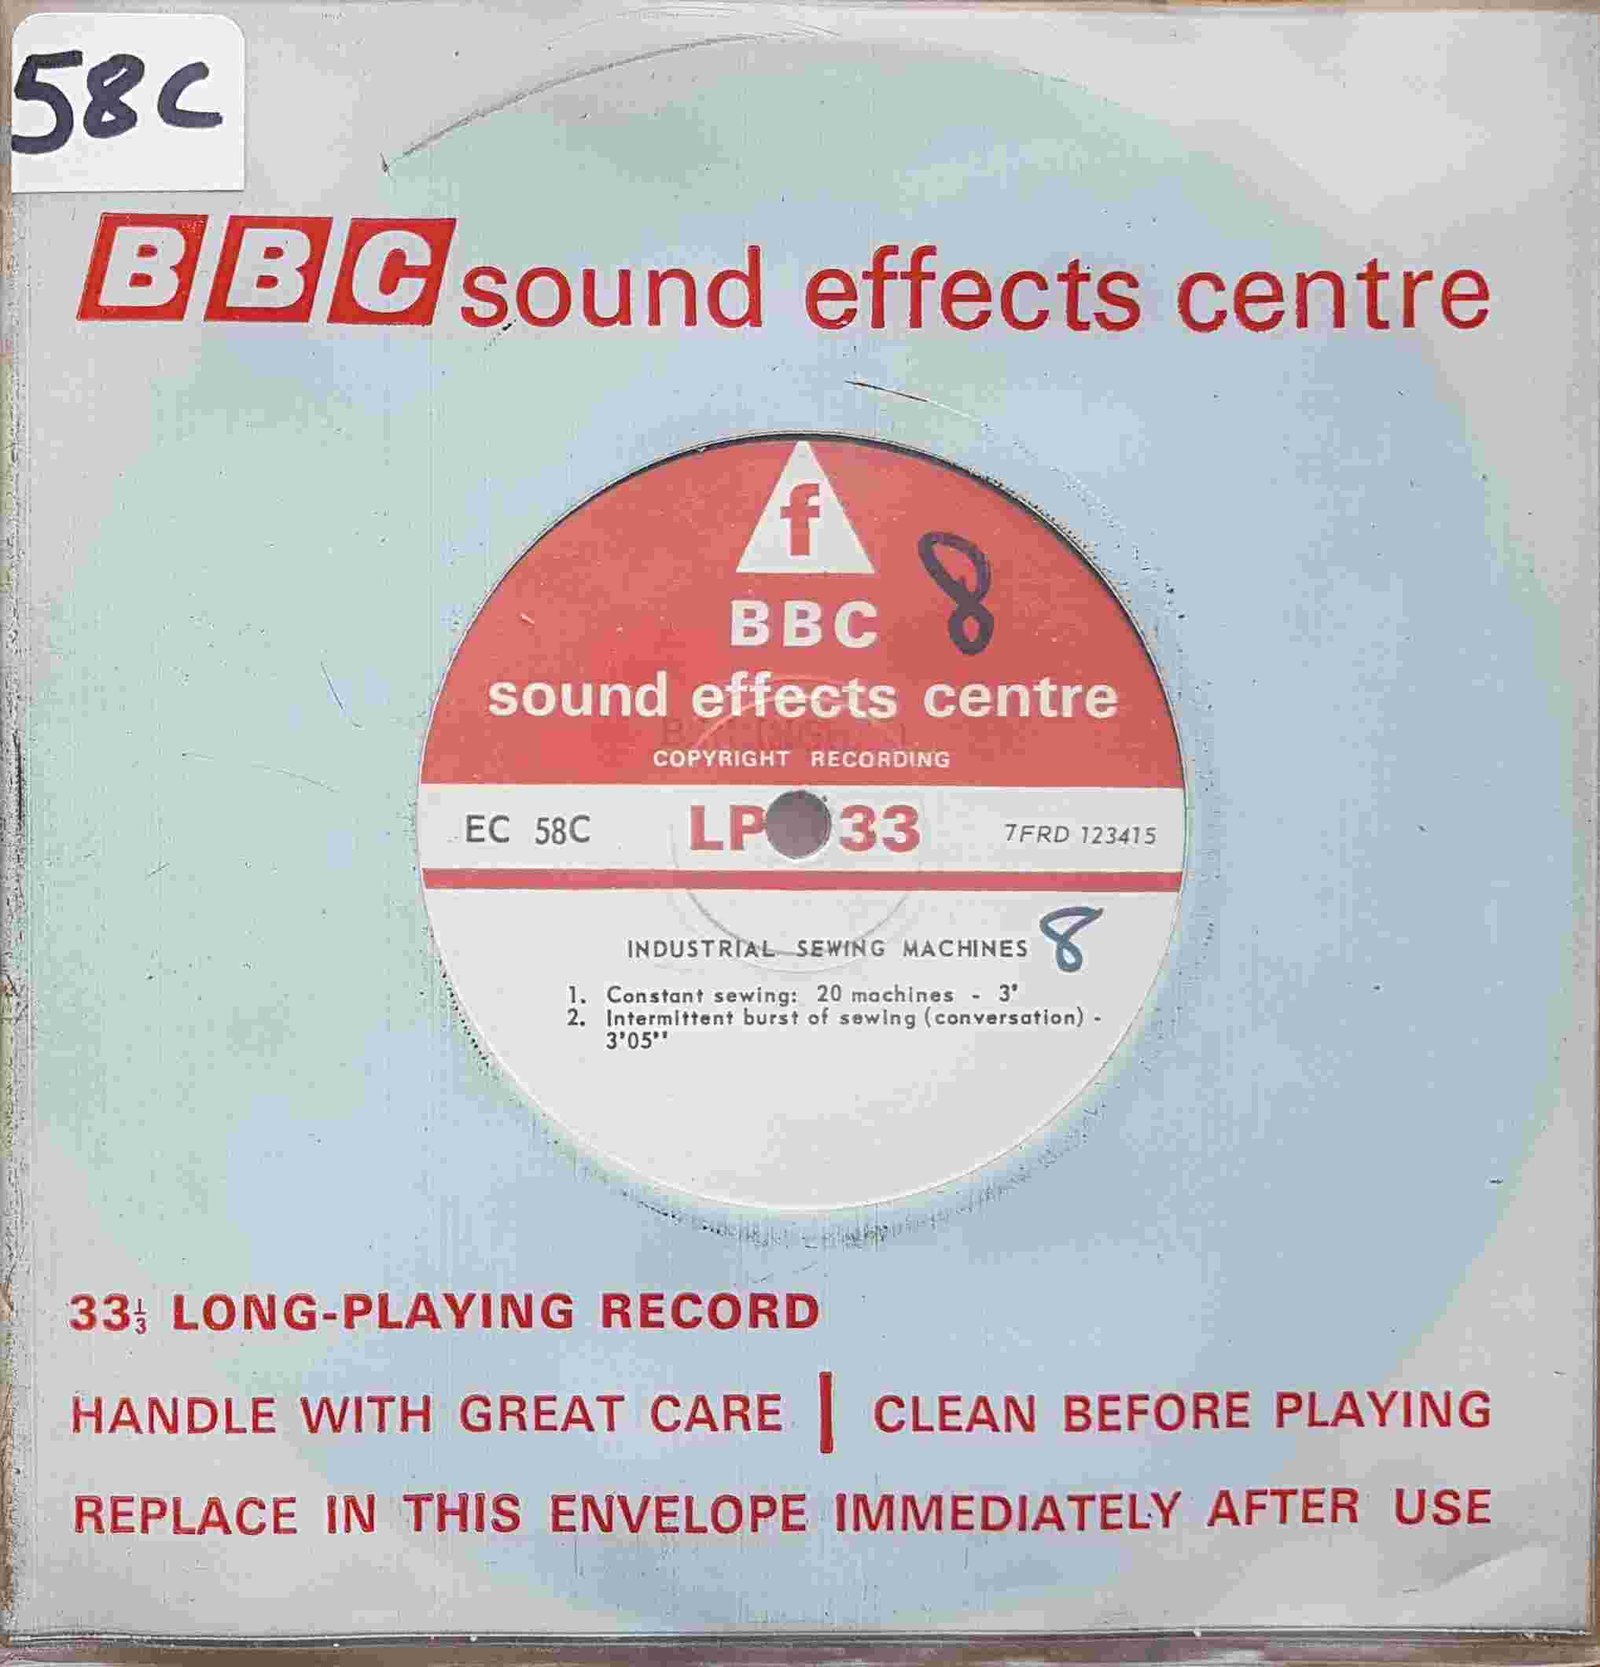 58C
BBC sound effects centre
f
8
BBC
sound effects centre
COPYRIGHT RECORDING
EC 58C LP 33 7FRD 123415
INDUSTRIAL SEWING MACHINES 8
1. Constant sewing: 20 machines - 3'
2. Intermittent burst of sewing (conversation) -
3'05''
33⅓ LONG-PLAYING RECORD
HANDLE WITH GREAT CARE | CLEAN BEFORE PLAYING
REPLACE IN THIS ENVELOPE IMMEDIATELY AFTER USE